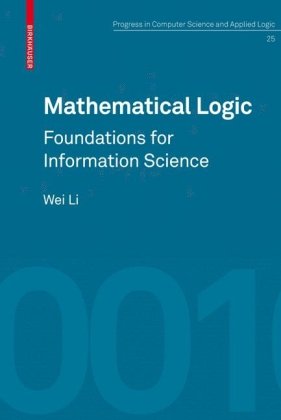 Progress in Computer Science and Applied Logic
25
BIRKHÄUSER
Mathematical Logic
Foundations for
Information Science
Wei Li
0010